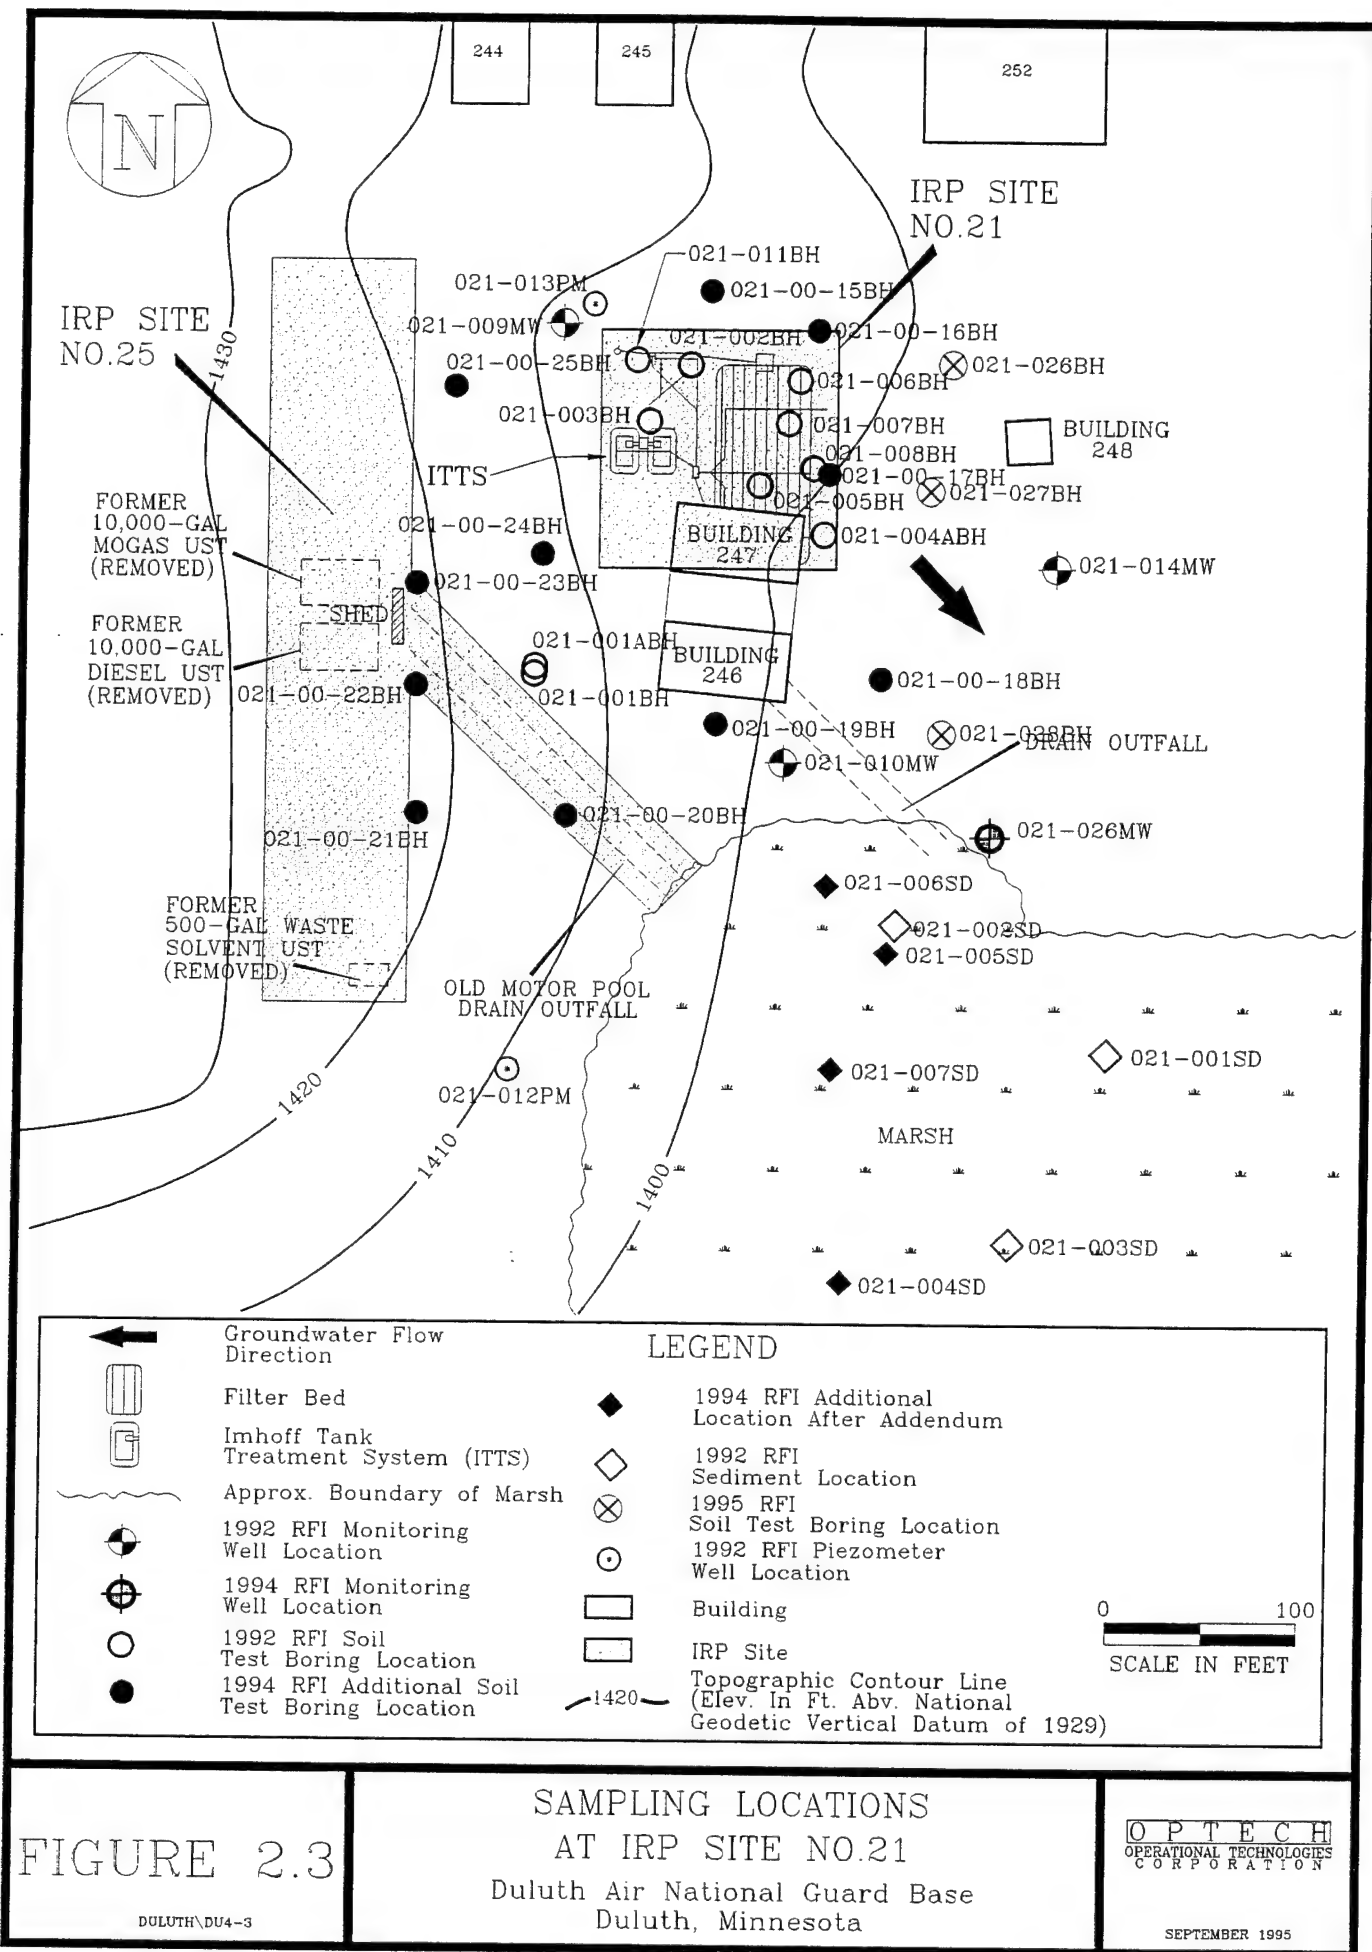 244
245
252
N
IRP SITE
NO.21
021-011BH
021-013PM
021-00-15BH
IRP SITE
NO.25
1430
021-009MW
021-002BH
021-00-16BH
021-00-25BH
021-026BH
021-006BH
021-003BH
021-007BH
BUILDING
248
021-008BH
ITTS
021-00-17BH
021-027BH
021-005BH
FORMER
10,000-GAL
MOGAS UST
(REMOVED)
021-00-24BH
BUILDING
247
021-004ABH
021-014MW
021-00-23BH
SHED
FORMER
10,000-GAL
DIESEL UST
(REMOVED)
021-001ABH
BUILDING
246
021-00-22BH
021-001BH
021-00-18BH
021-00-19BH
021-028BH
DRAIN OUTFALL
021-010MW
021-00-20BH
021-026MW
021-00-21BH
021-006SD
FORMER
500-GAL WASTE
SOLVENT UST
(REMOVED)
021-002SD
021-005SD
OLD MOTOR POOL
DRAIN OUTFALL
021-001SD
021-007SD
021-012PM
1420
MARSH
1410
1400
021-003SD
021-004SD
LEGEND
Groundwater Flow
Direction
Filter Bed
Imhoff Tank
Treatment System (ITTS)
Approx. Boundary of Marsh
1992 RFI Monitoring
Well Location
1994 RFI Monitoring
Well Location
1992 RFI Soil
Test Boring Location
1994 RFI Additional Soil
Test Boring Location
1994 RFI Additional
Location After Addendum
1992 RFI
Sediment Location
1995 RFI
Soil Test Boring Location
1992 RFI Piezometer
Well Location
Building
IRP Site
1420
Topographic Contour Line
(Elev. In Ft. Abv. National
Geodetic Vertical Datum of 1929)
0 100
SCALE IN FEET
FIGURE 2.3
DULUTH\DU4-3
SAMPLING LOCATIONS
AT IRP SITE NO.21
Duluth Air National Guard Base
Duluth, Minnesota
OPTECH
OPERATIONAL TECHNOLOGIES
CORPORATION
SEPTEMBER 1995